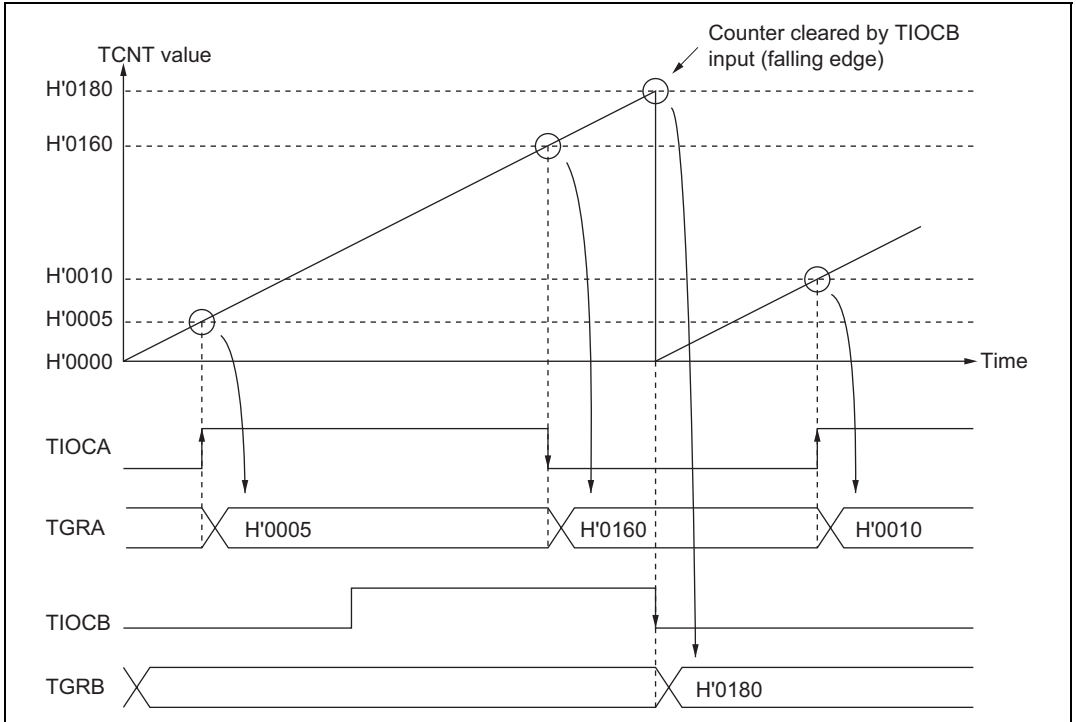 Counter cleared by TIOCB
input (falling edge)
TCNT value
H'0180
H'0160
H'0010
H'0005
H'0000
Time
TIOCA
TGRA
H'0005
H'0160
H'0010
TIOCB
TGRB
H'0180